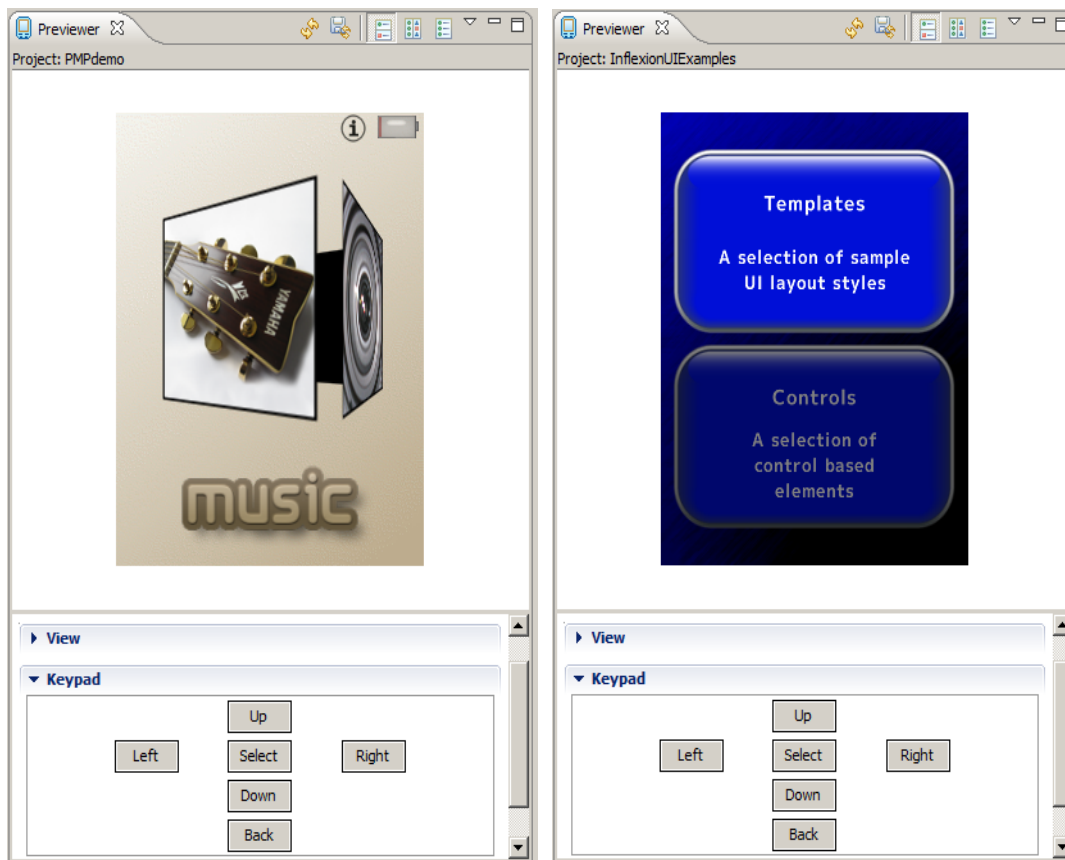 Previewer
Project: PMPdemo
i
YAMAHA
music
View
Keypad
Up
Left
Select
Right
Down
Back
Previewer
Project: InflexionUIExamples
Templates
A selection of sample
UI layout styles
Controls
A selection of
control based
elements
View
Keypad
Up
Left
Select
Right
Down
Back